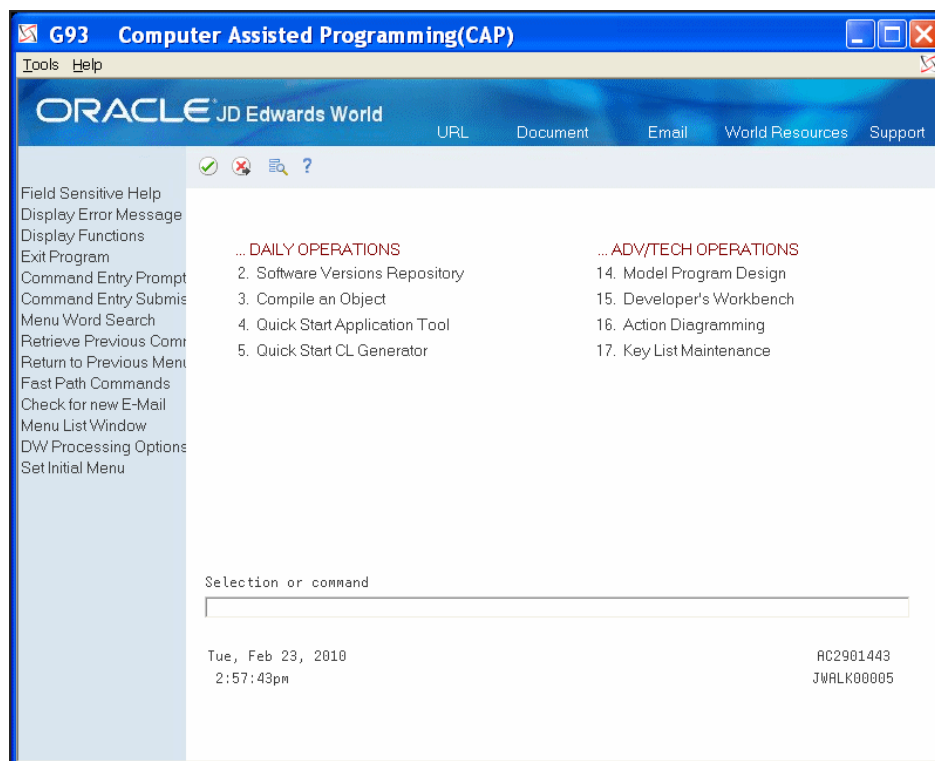 G93 Computer Assisted Programming(CAP)
Tools Help
ORACLE JD Edwards World
URL Document Email World Resources Support
Field Sensitive Help
Display Error Message
Display Functions
Exit Program
Command Entry Prompt
Command Entry Submis
Menu Word Search
Retrieve Previous Com
Return to Previous Menu
Fast Path Commands
Check for new E-Mail
Menu List Window
DW Processing Options
Set Initial Menu
... DAILY OPERATIONS
2. Software Versions Repository
3. Compile an Object
4. Quick Start Application Tool
5. Quick Start CL Generator
... ADV/TECH OPERATIONS
14. Model Program Design
15. Developer's Workbench
16. Action Diagramming
17. Key List Maintenance
Selection or command
Tue, Feb 23, 2010
2:57:43pm
AC2901443
JWALK00005